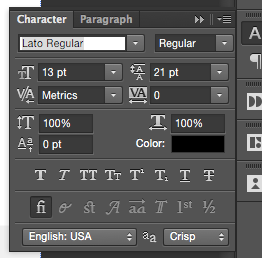 Character Paragraph
Lato Regular Regular
13 pt 21 pt
Metrics 0
100% 100%
0 pt Color:
T T TT Tт T¹ T₁ T T
fi st A aa T 1st ½
English: USA aa Crisp